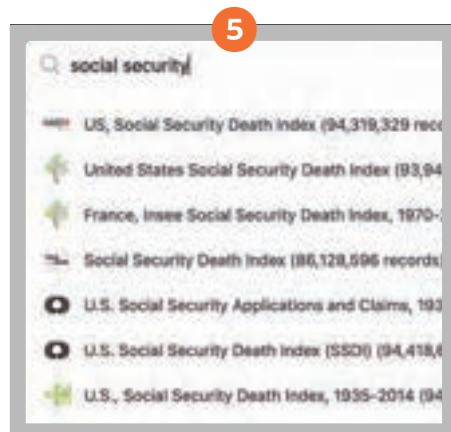 5
social security
US, Social Security Death Index (94,319,329 reco
United States Social Security Death Index (93,94
France, Insee Social Security Death Index, 1970-
Social Security Death Index (86,128,596 records)
U.S. Social Security Applications and Claims, 193
U.S. Social Security Death Index (SSDI) (94,418,6
U.S., Social Security Death Index, 1935-2014 (94